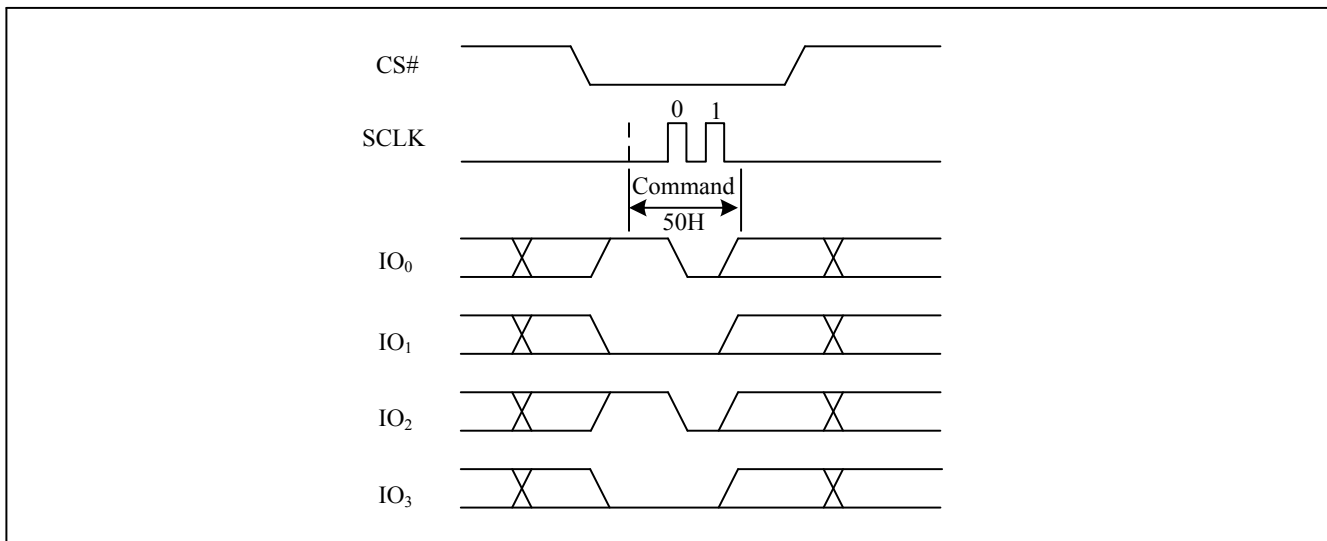 CS#
0 1
SCLK
Command
50H
IO₀
IO₁
IO₂
IO₃